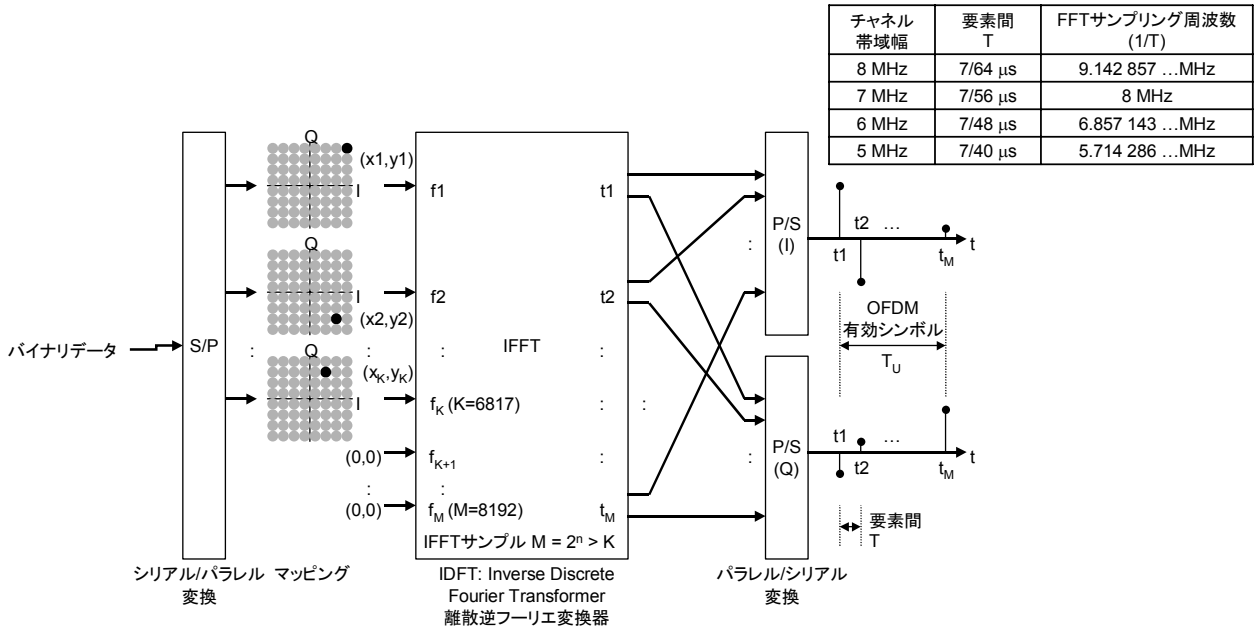 チャネル
帯域幅
要素間
T
FFTサンプリング周波数
(1/T)
8 MHz
7/64 μs
9.142 857 …MHz
7 MHz
7/56 μs
8 MHz
6 MHz
7/48 μs
6.857 143 …MHz
5 MHz
7/40 μs
5.714 286 …MHz
バイナリデータ
S/P
:
シリアル/パラレル
変換
Q
I
(x1,y1)
Q
I
(x2,y2)
:
:
Q
I
(xK,yK)
(0,0)
:
(0,0)
マッピング
f1
t1
f2
t2
:
IFFT
:
fK (K=6817)
:
:
fK+1
:
:
fM (M=8192)
tM
IFFTサンプル M = 2ⁿ > K
IDFT: Inverse Discrete
Fourier Transformer
離散逆フーリエ変換器
P/S
(I)
:
P/S
(Q)
:
パラレル/シリアル
変換
t1
t2
…
tM
t
OFDM
有効シンボル
TU
t1
t2
…
tM
t
要素間
T